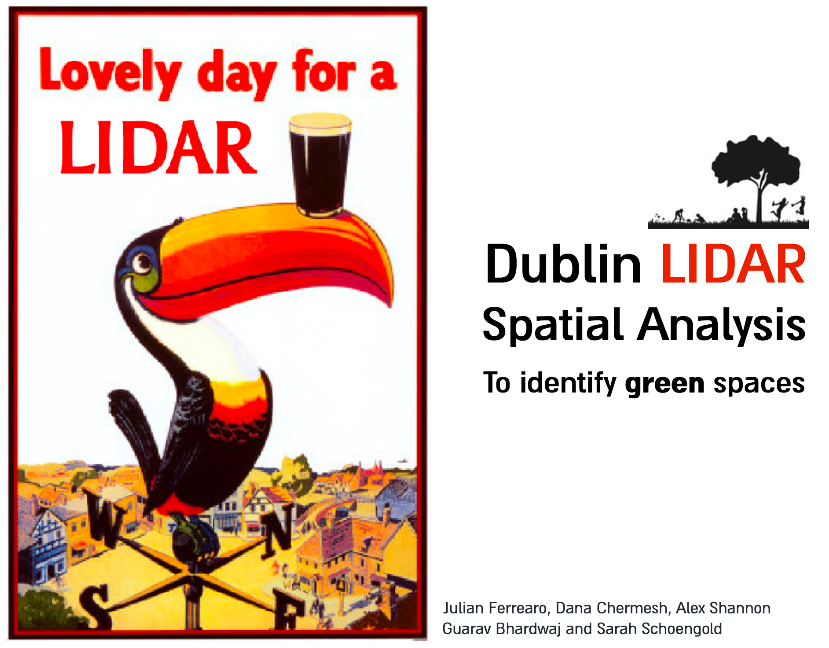 Lovely day for a
LIDAR
W
N
S
E
Dublin LIDAR
Spatial Analysis
To identify green spaces
Julian Ferrearo, Dana Chermesh, Alex Shannon
Guarav Bhardwaj and Sarah Schoengold